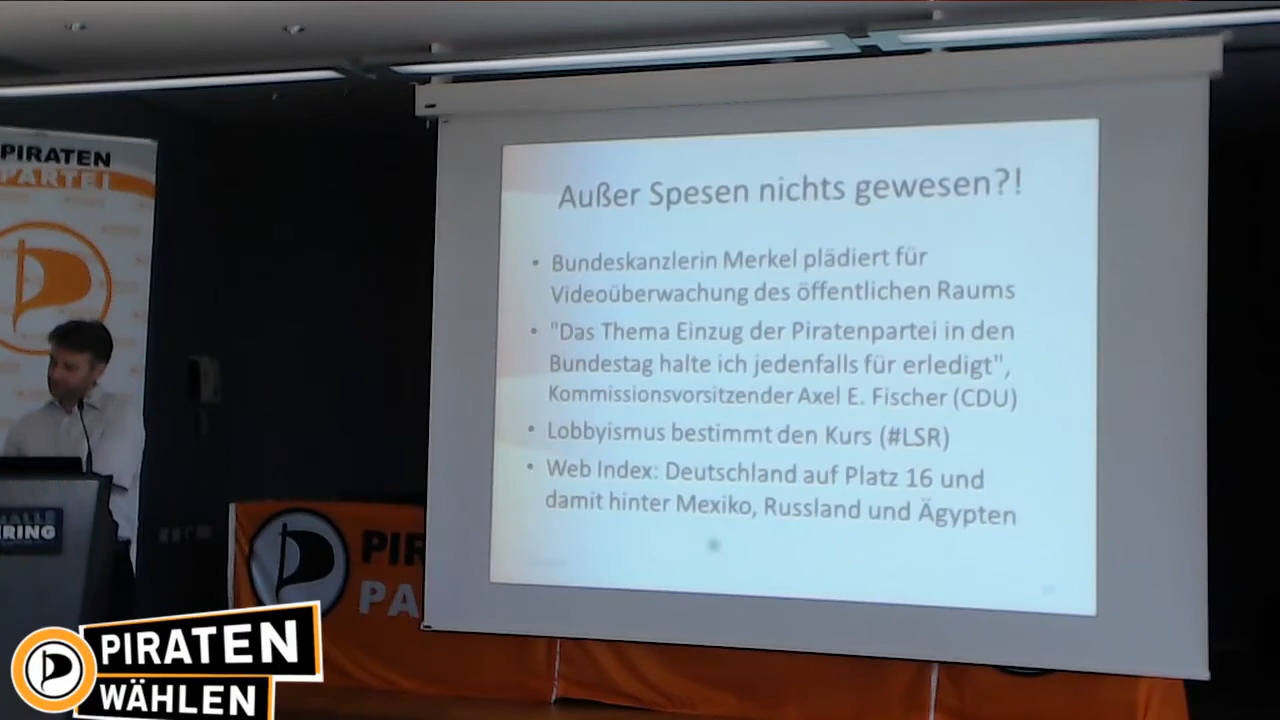 PIRATEN
PARTEI
Außer Spesen nichts gewesen?!
• Bundeskanzlerin Merkel plädiert für
Videoüberwachung des öffentlichen Raums
• "Das Thema Einzug der Piratenpartei in den
Bundestag halte ich jedenfalls für erledigt",
Kommissionsvorsitzender Axel E. Fischer (CDU)
• Lobbyismus bestimmt den Kurs (#LSR)
• Web Index: Deutschland auf Platz 16 und
damit hinter Mexiko, Russland und Ägypten
PIR
PA
PIRATEN
WÄHLEN